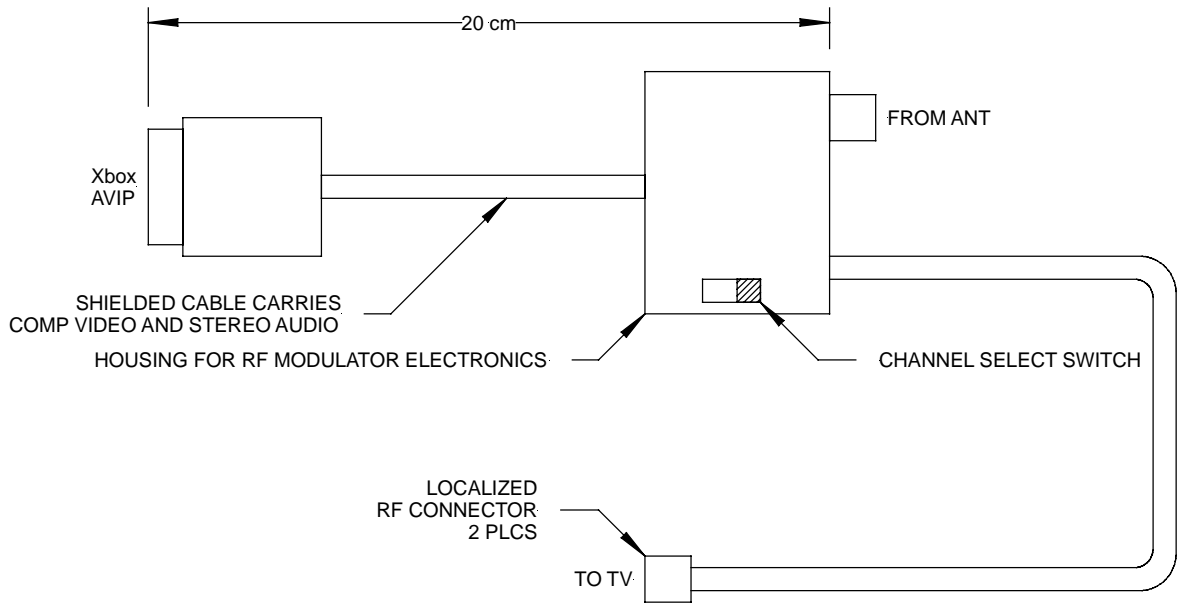 20 cm
FROM ANT
Xbox
AVIP
SHIELDED CABLE CARRIES
COMP VIDEO AND STEREO AUDIO
HOUSING FOR RF MODULATOR ELECTRONICS
CHANNEL SELECT SWITCH
LOCALIZED
RF CONNECTOR
2 PLCS
TO TV